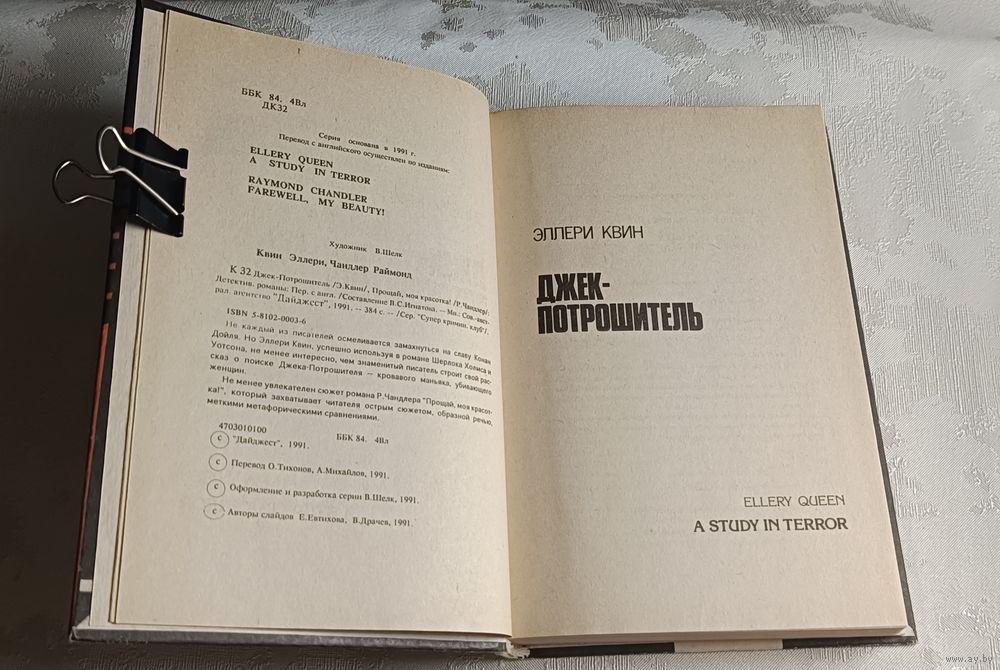 ББК 84. 4Вл
ДК32
Серия основана в 1991 г.
Перевод с английского осуществлен по изданиям:
ELLERY QUEEN
A STUDY IN TERROR
RAYMOND CHANDLER
FAREWELL, MY BEAUTY!
Художник В.Шелк
Квин Эллери, Чандлер Раймонд
К 32 Джек-Потрошитель /Э.Квин/, Прощай, моя красотка! /Р.Чандлер/:
Детектив. романы: Пер. с англ. /Составление В.С.Игнатова. -- Мн.: Сов.-авст-
рал. агентство "Дайджест", 1991. -- 384 с. -- /Сер. "Супер кримин. клуб"/.
ISBN 5-8102-0003-6
Не каждый из писателей осмеливается замахнуться на славу Конан
Дойла. Но Эллери Квин, успешно используя в романе Шерлока Холмса и
Уотсона, не менее интересно, чем знаменитый писатель строит свой рас-
сказ о поиске Джека-Потрошителя — кровавого маньяка, убивающего
женщин.
Не менее увлекателен сюжет романа Р.Чандлера "Прощай, моя красот-
ка!", который захватывает читателя острым сюжетом, образной речью,
меткими метафорическими сравнениями.
4703010100
ББК 84. 4Вл
с "Дайджест", 1991.
с Перевод О.Тихонов, А.Михайлов, 1991.
с Оформление и разработка серии В.Шелк, 1991.
с Авторы слайдов Е.Евтихова, В.Драчев, 1991.
ЭЛЛЕРИ КВИН
ДЖЕК-
ПОТРОШИТЕЛЬ
ELLERY QUEEN
A STUDY IN TERROR
www.ay.by